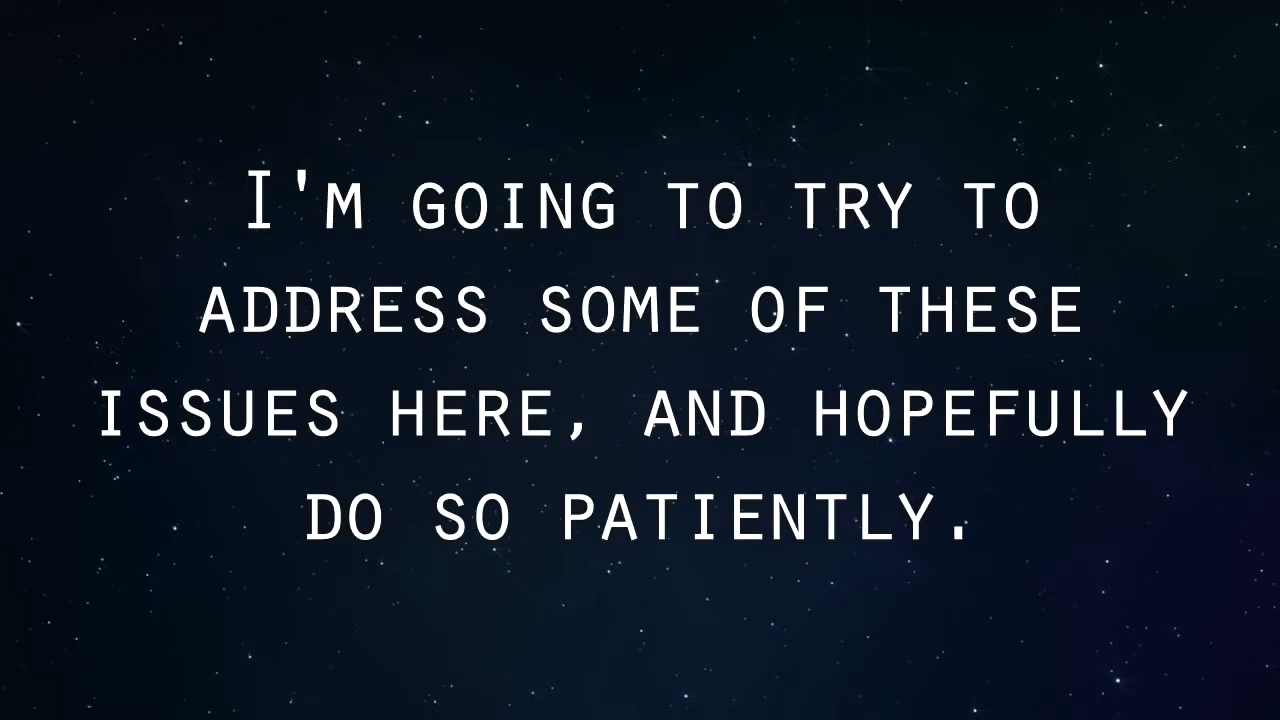 I'm going to try to
address some of these
issues here, and hopefully
do so patiently.